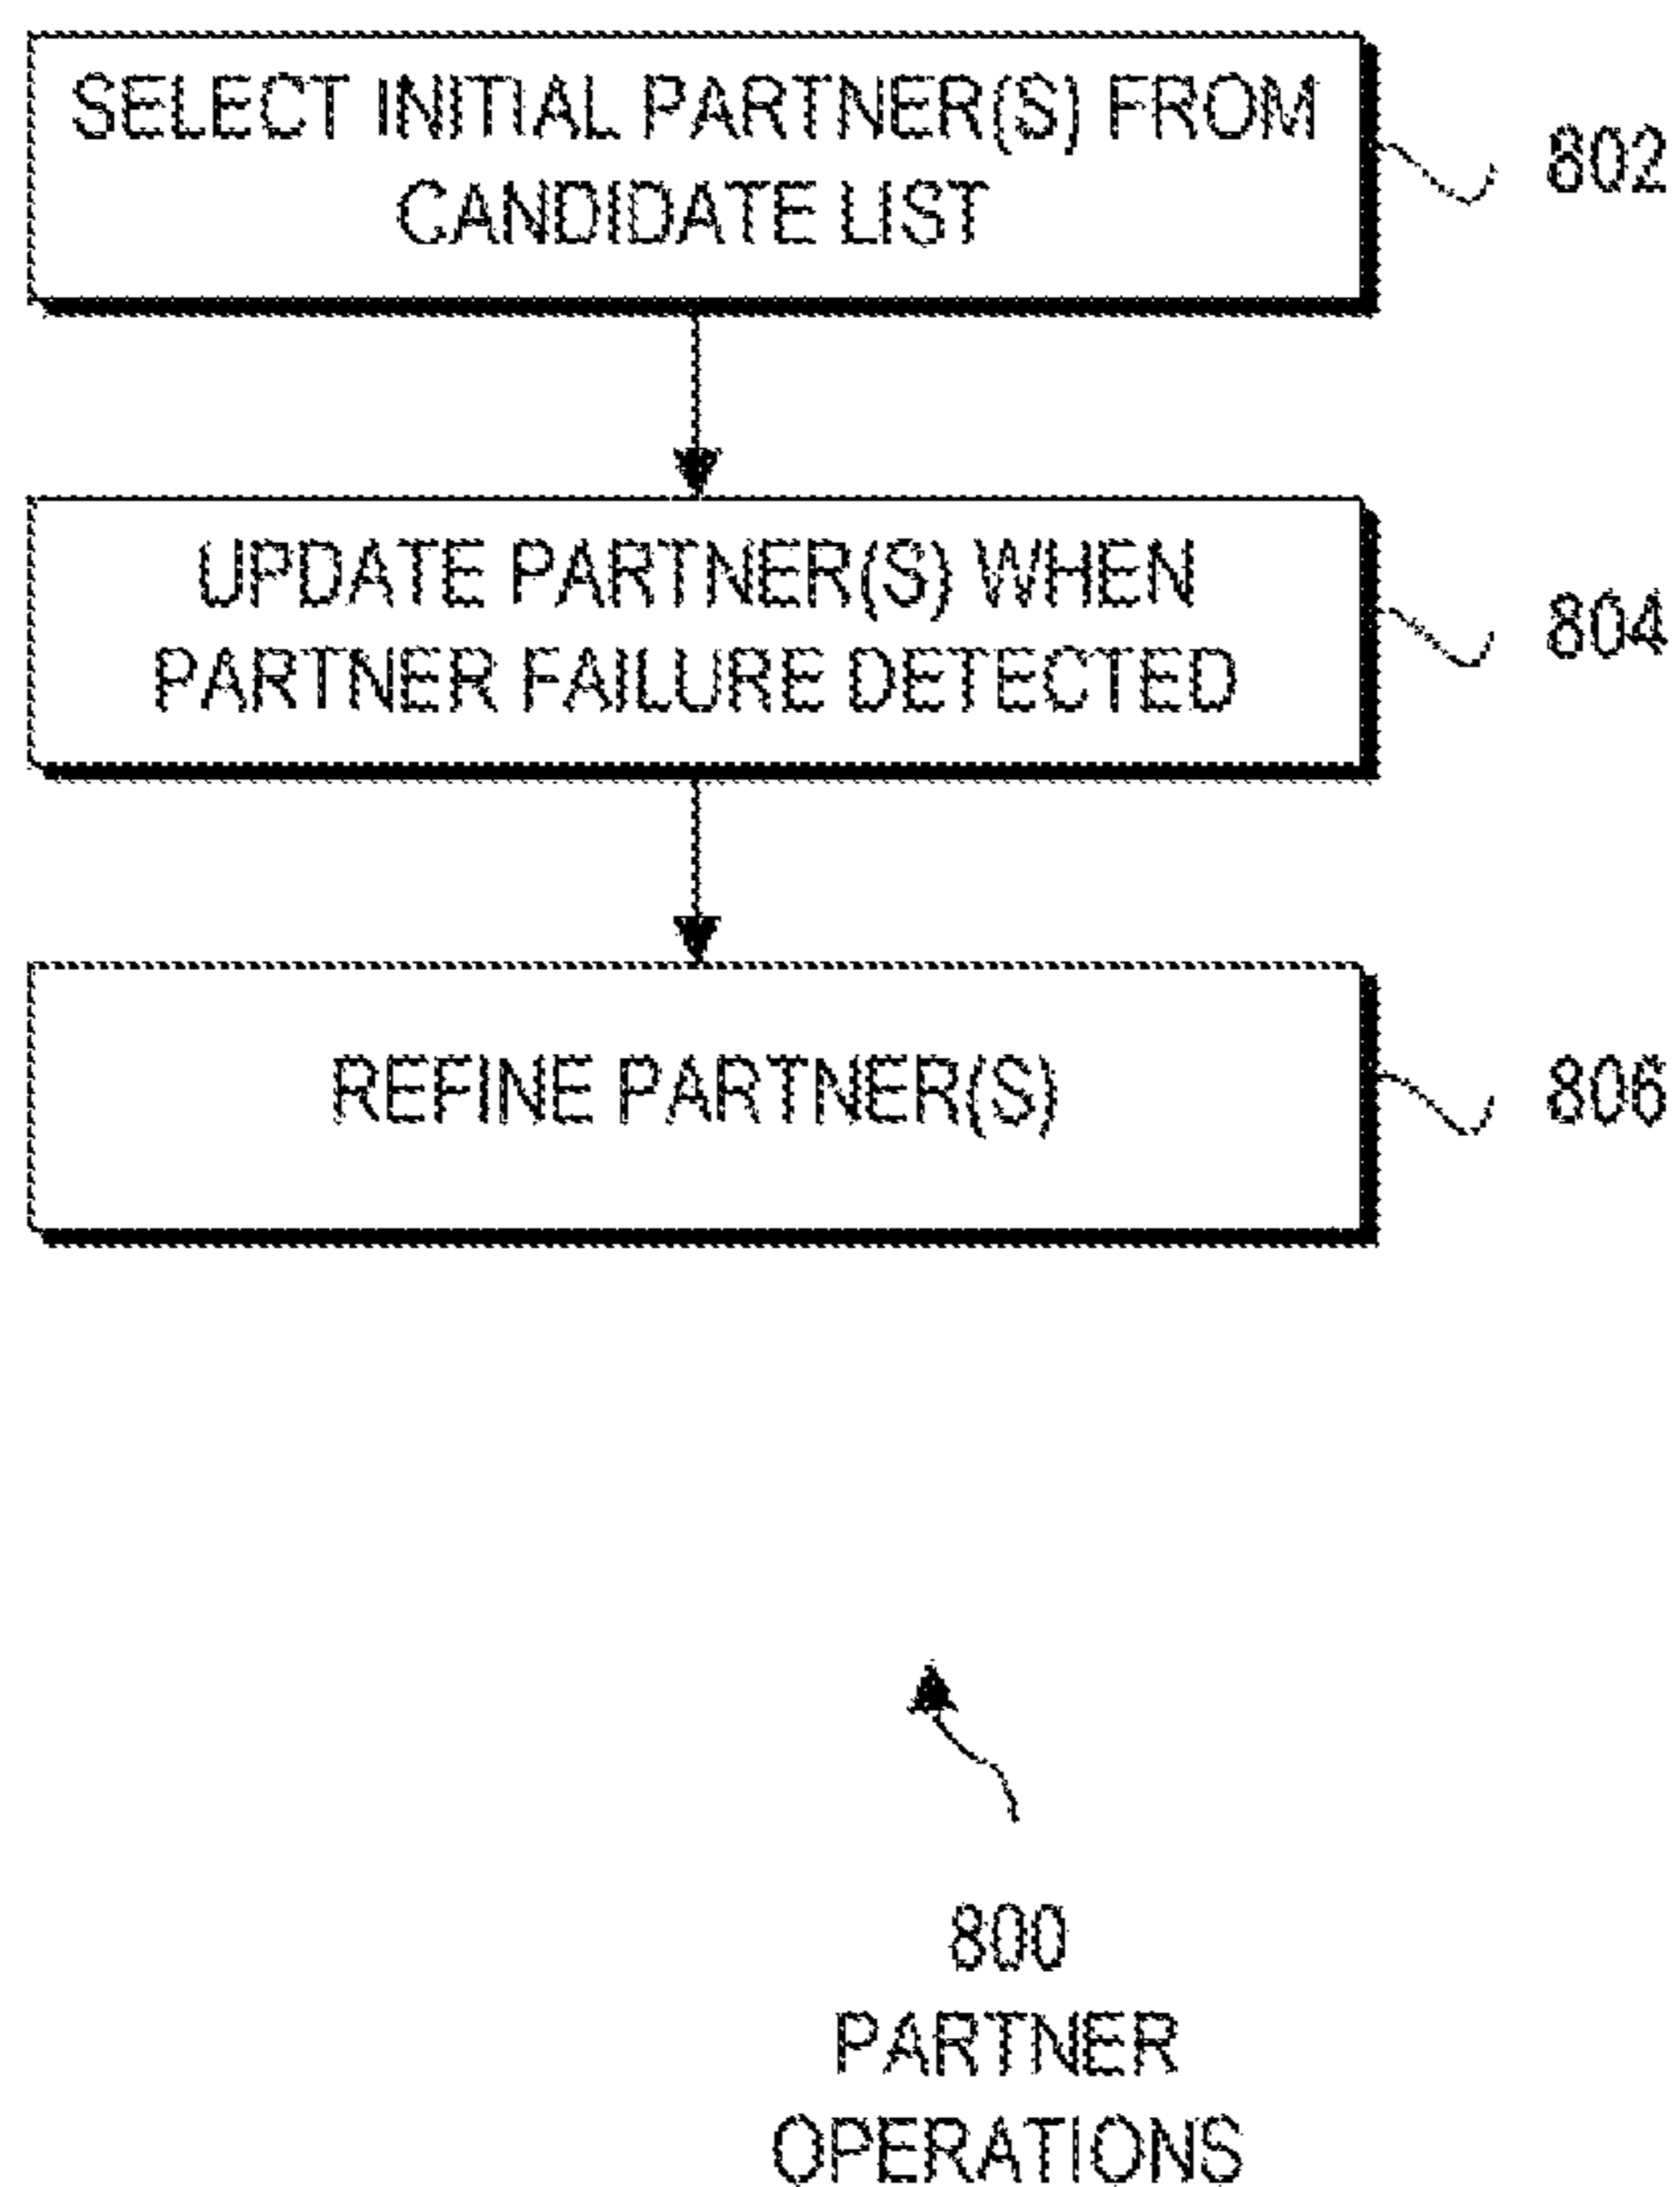 SELECT INITIAL PARTNER(S) FROM
CANDIDATE LIST
802
UPDATE PARTNER(S) WHEN
PARTNER FAILURE DETECTED
804
REFINE PARTNER(S)
806
800
PARTNER
OPERATIONS